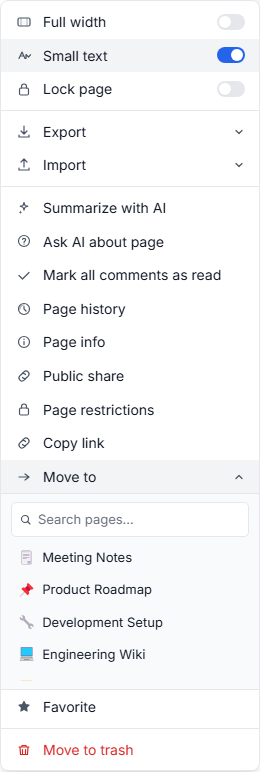 Full width
Small text
Lock page
Export
Import
Summarize with AI
Ask AI about page
Mark all comments as read
Page history
Page info
Public share
Page restrictions
Copy link
Move to
Search pages...
Meeting Notes
Product Roadmap
Development Setup
Engineering Wiki
Favorite
Move to trash